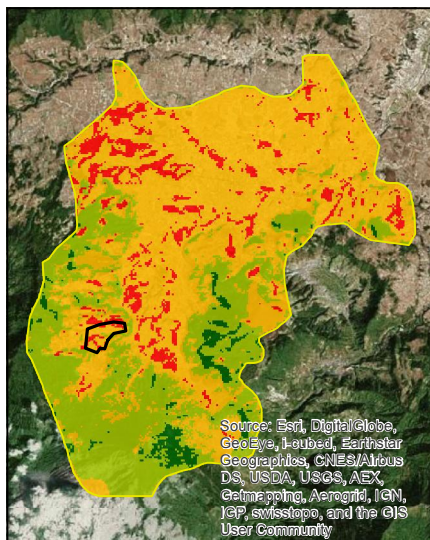 Source: Esri, DigitalGlobe,
GeoEye, i-cubed, Earthstar
Geographics, CNES/Airbus
DS, USDA, USGS, AEX,
Getmapping, Aerogrid, IGN,
IGP, swisstopo, and the GIS
User Community